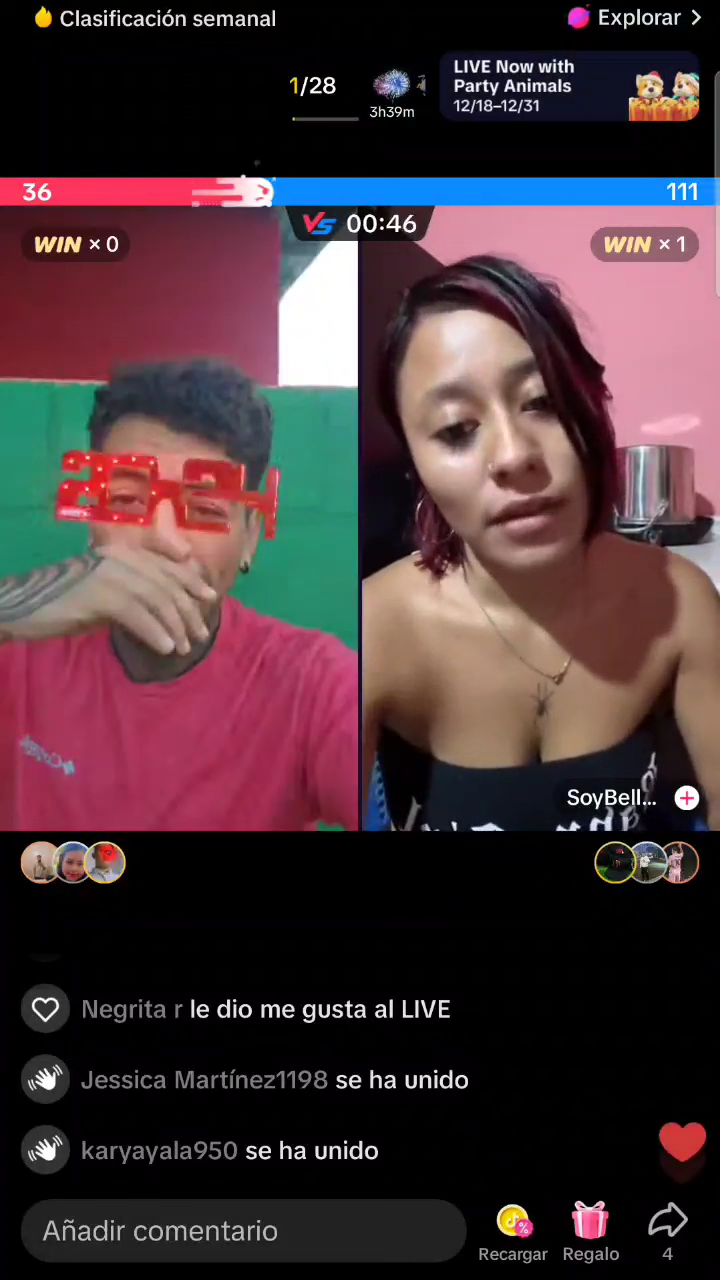 Clasificación semanal
Explorar >
1/28
3h39m
LIVE Now with
Party Animals
12/18–12/31
36
111
VS 00:46
WIN × 0
WIN × 1
SoyBell...
Negrita r le dio me gusta al LIVE
Jessica Martínez1198 se ha unido
karyayala950 se ha unido
Añadir comentario
Recargar
Regalo
4